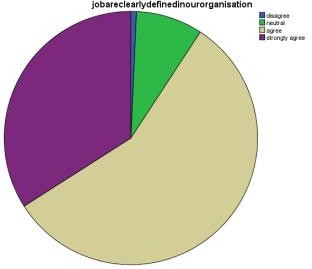 jobareclearlydefinedinourorganisation
disagree
neutral
agree
strongly agree